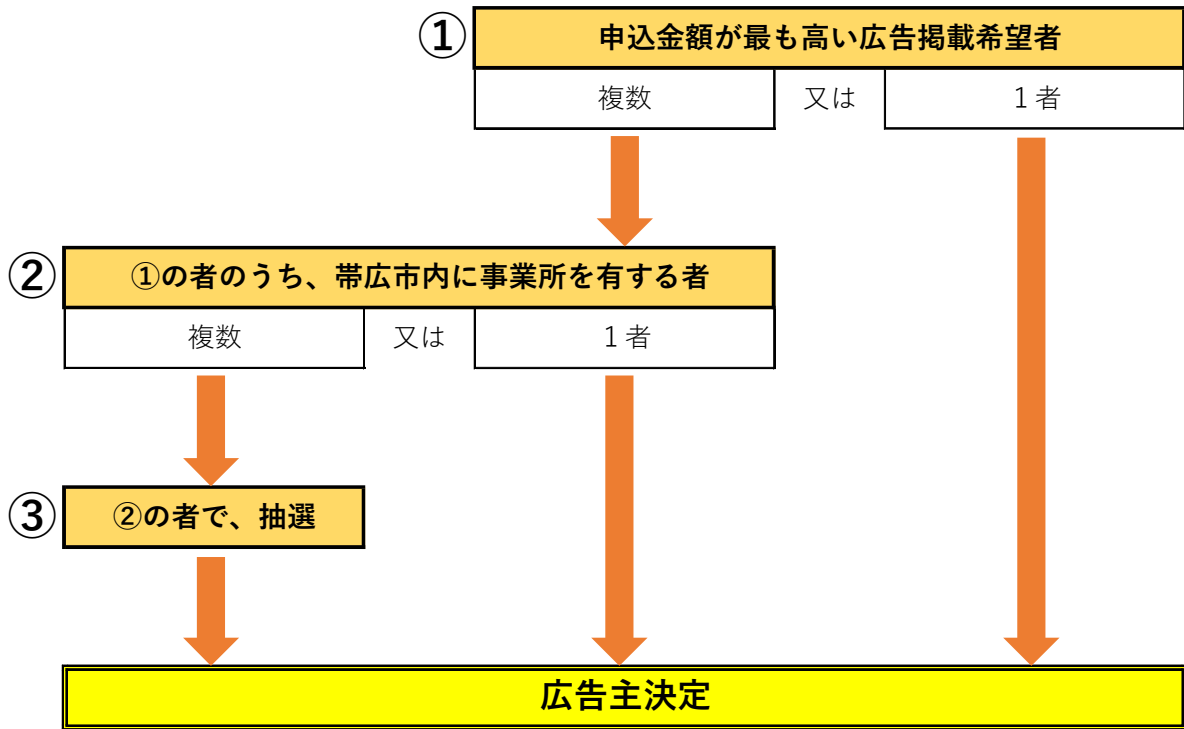 ① 申込金額が最も高い広告掲載希望者
複数 又は 1者
② ①の者のうち、帯広市内に事業所を有する者
複数 又は 1者
③ ②の者で、抽選
広告主決定